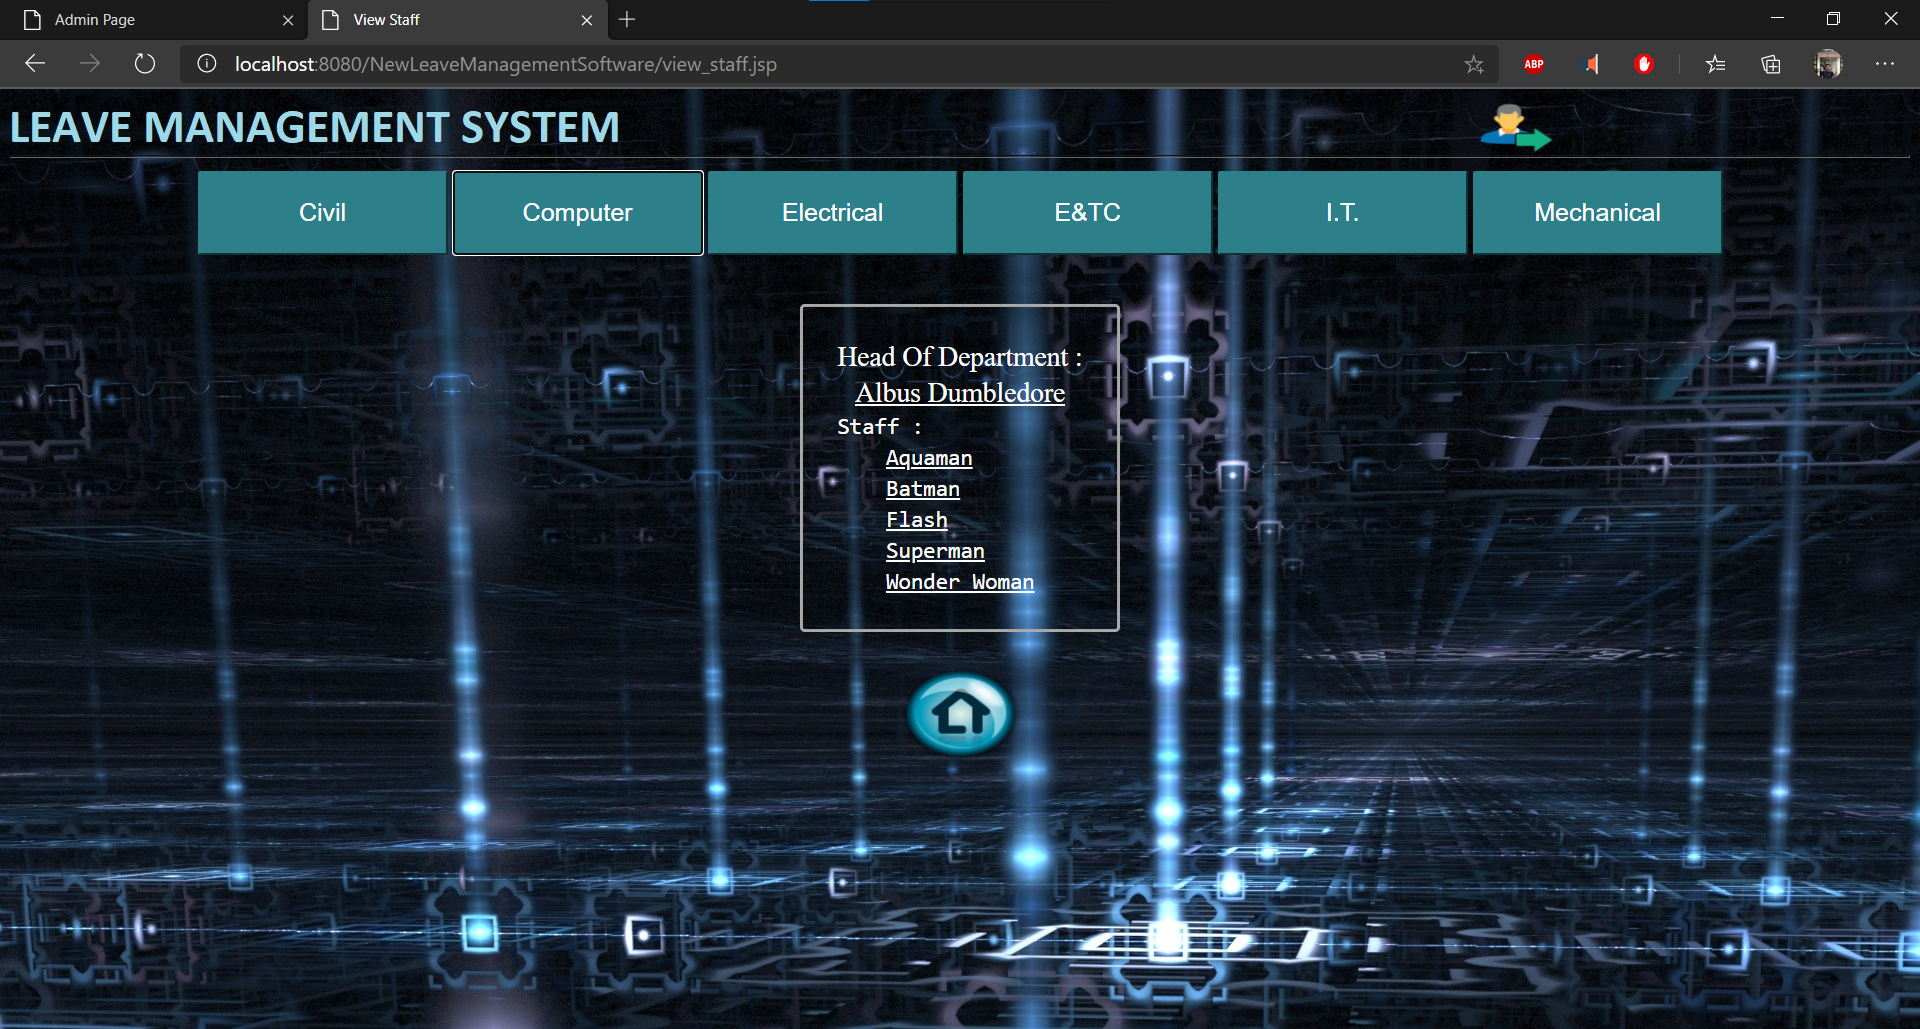 Admin Page
View Staff
localhost:8080/NewLeaveManagementSoftware/view_staff.jsp
ABP
LEAVE MANAGEMENT SYSTEM
Civil
Computer
Electrical
E&TC
I.T.
Mechanical
Head Of Department :
Albus Dumbledore
Staff :
Aquaman
Batman
Flash
Superman
Wonder Woman